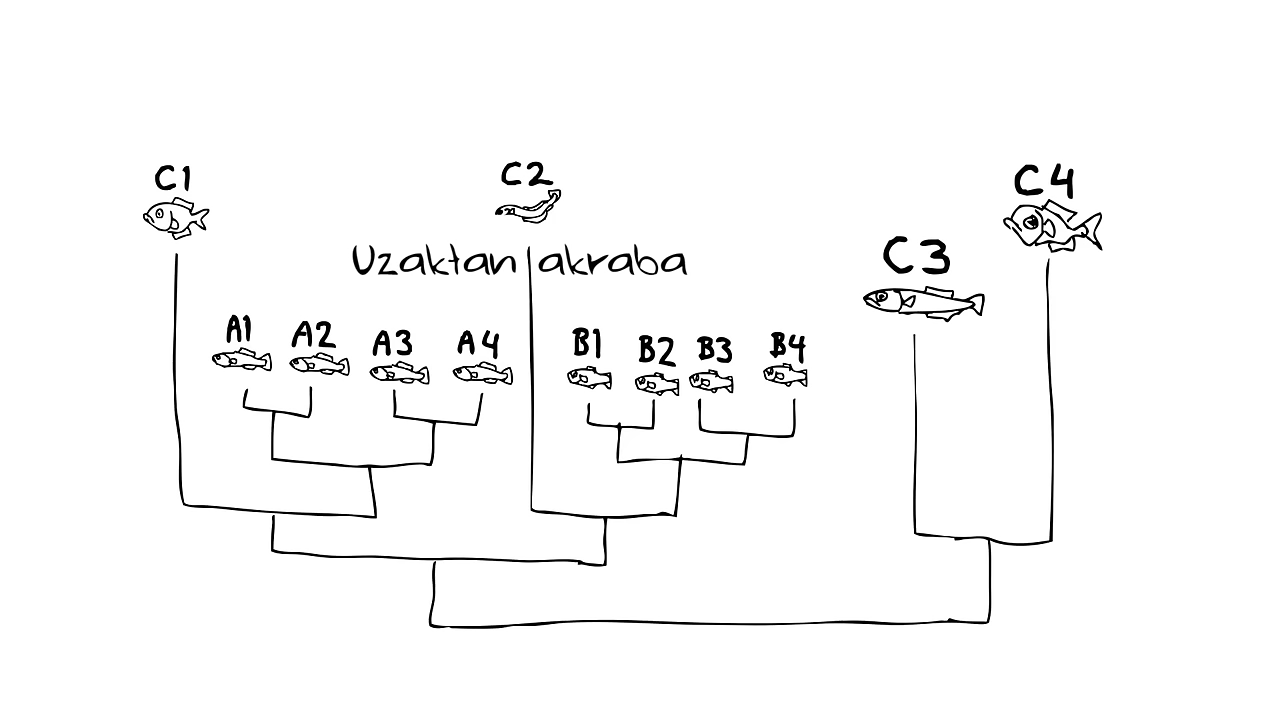 C1
C2
C4
C3
Uzaktan akraba
A1 A2 A3 A4
B1 B2 B3 B4